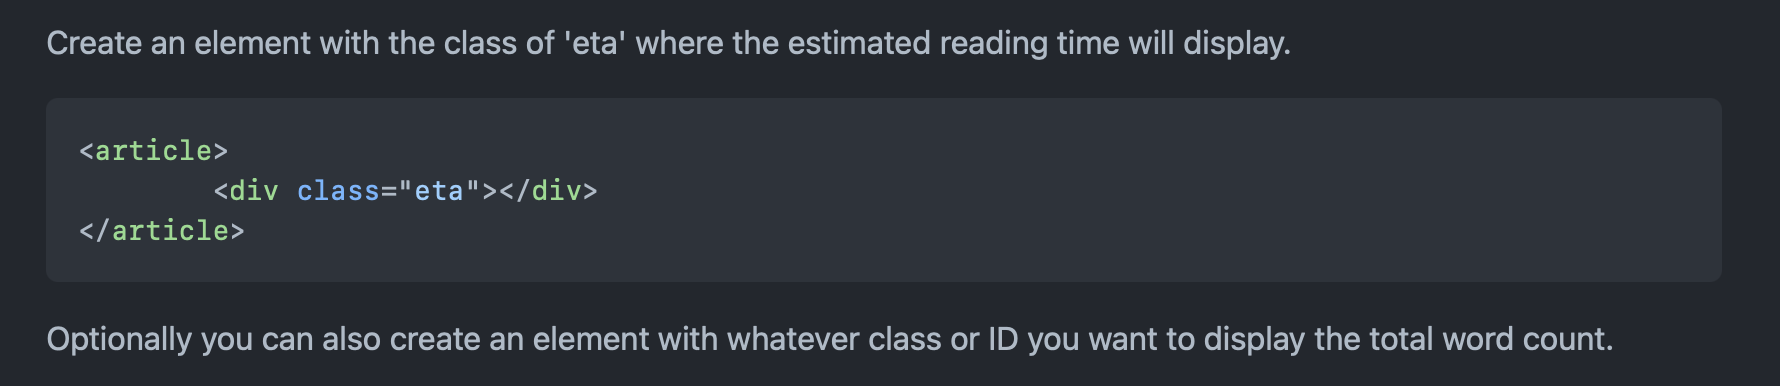 Create an element with the class of 'eta' where the estimated reading time will display.
<article>
        <div class="eta"></div>
</article>
Optionally you can also create an element with whatever class or ID you want to display the total word count.